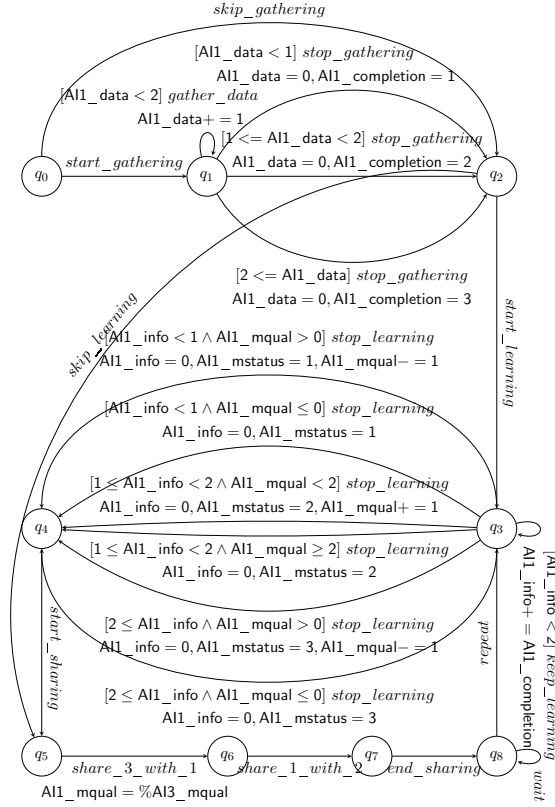 skip_gathering
[AI1_data < 1] stop_gathering
AI1_data = 0, AI1_completion = 1
[AI1_data < 2] gather_data
AI1_data+ = 1
[1 <= AI1_data < 2] stop_gathering
AI1_data = 0, AI1_completion = 2
start_gathering
q0
q1
q2
[2 <= AI1_data] stop_gathering
AI1_data = 0, AI1_completion = 3
skip_learning
start_learning
[AI1_info < 1 ∧ AI1_mqual > 0] stop_learning
AI1_info = 0, AI1_mstatus = 1, AI1_mqual− = 1
[AI1_info < 1 ∧ AI1_mqual ≤ 0] stop_learning
AI1_info = 0, AI1_mstatus = 1
[1 ≤ AI1_info < 2 ∧ AI1_mqual < 2] stop_learning
AI1_info = 0, AI1_mstatus = 2, AI1_mqual+ = 1
q4
q3
[1 ≤ AI1_info < 2 ∧ AI1_mqual ≥ 2] stop_learning
AI1_info = 0, AI1_mstatus = 2
[AI1_info < 2] keep_learning
AI1_info+ = AI1_completion
start_sharing
[2 ≤ AI1_info ∧ AI1_mqual > 0] stop_learning
AI1_info = 0, AI1_mstatus = 3, AI1_mqual− = 1
repeat
[2 ≤ AI1_info ∧ AI1_mqual ≤ 0] stop_learning
AI1_info = 0, AI1_mstatus = 3
q5
q6
q7
q8
share_3_with_1
share_1_with_2
end_sharing
wait
AI1_mqual = %AI3_mqual